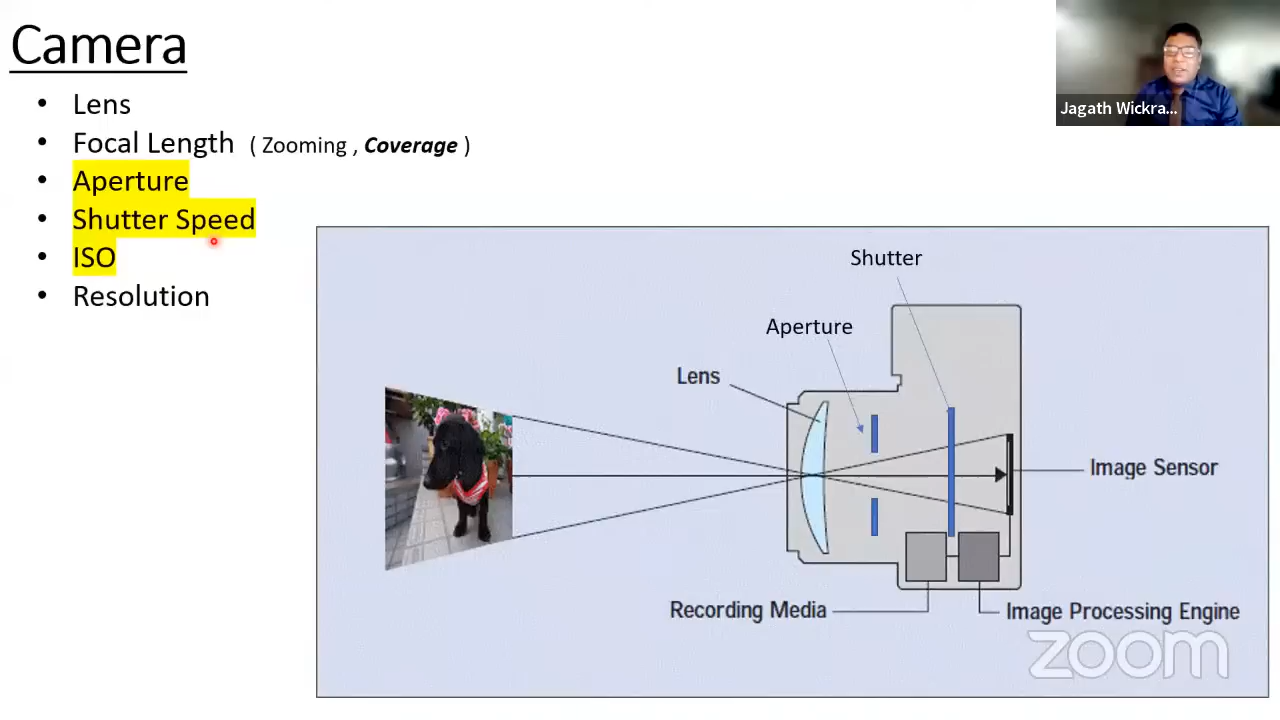 Camera
Jagath Wickra...
• Lens
• Focal Length ( Zooming , Coverage )
• Aperture
• Shutter Speed
• ISO
• Resolution
Shutter
Aperture
Lens
Image Sensor
Recording Media
Image Processing Engine
zoom